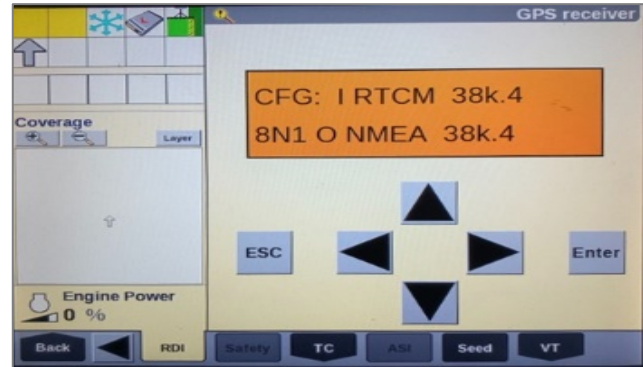 GPS receiver
CFG: I RTCM 38k.4
8N1 O NMEA 38k.4
Coverage
Layer
ESC
Enter
Engine Power
0 %
Back
RDI
Safety
TC
ASI
Seed
VT